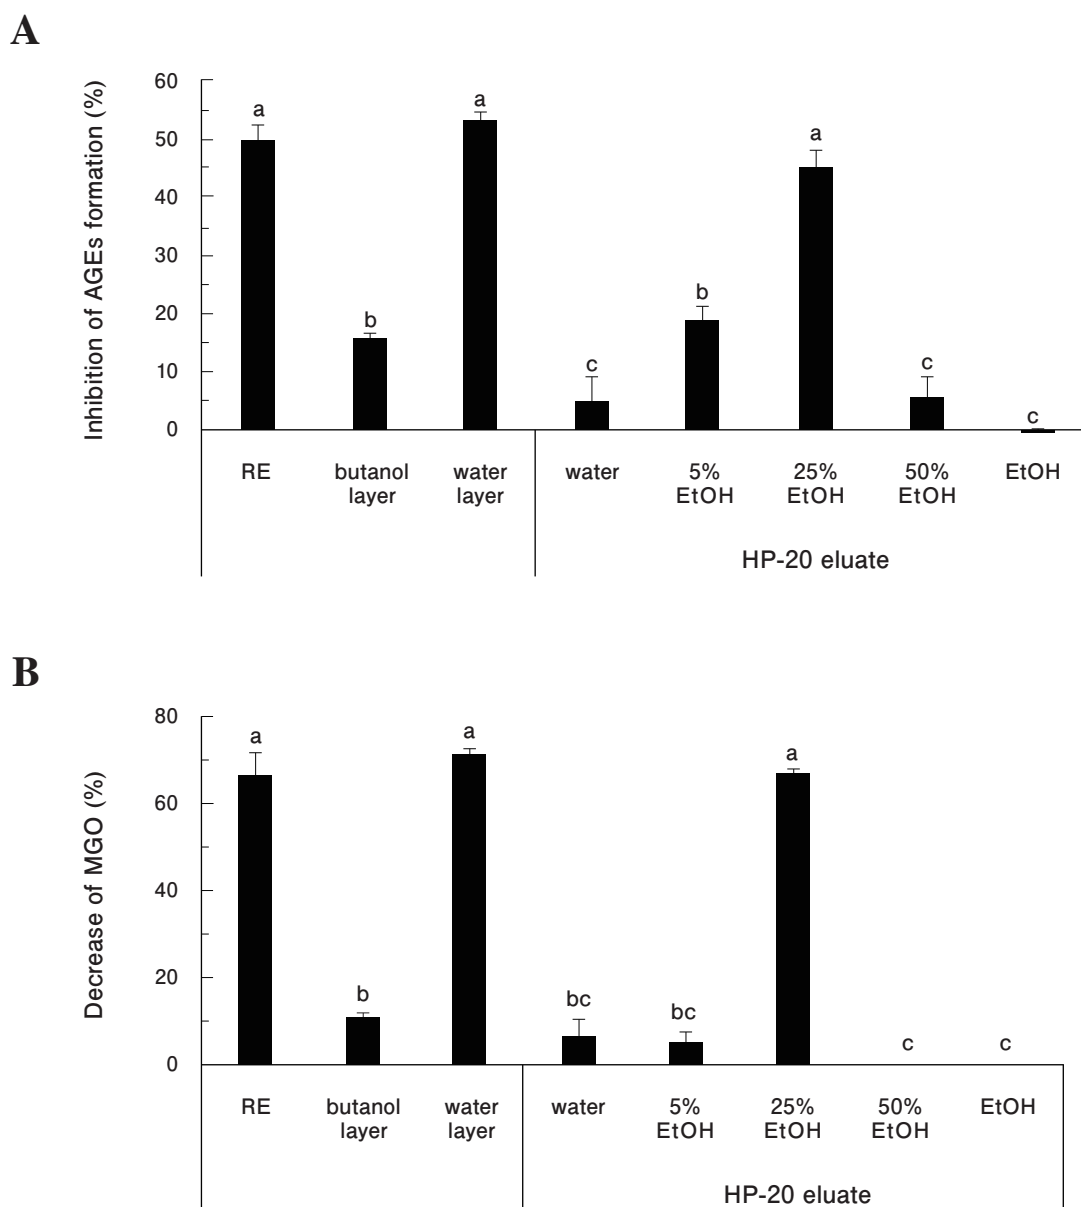 A
Inhibition of AGEs formation (%)
60
50
40
30
20
10
0
a
b
a
c
b
a
c
c
RE
butanol
layer
water
layer
water
5%
EtOH
25%
EtOH
50%
EtOH
EtOH
HP-20 eluate
B
Decrease of MGO (%)
80
60
40
20
0
a
b
a
bc
bc
a
c
c
RE
butanol
layer
water
layer
water
5%
EtOH
25%
EtOH
50%
EtOH
EtOH
HP-20 eluate